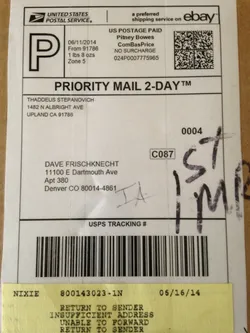 UNITED STATES
POSTAL SERVICE®
a preferred
shipping service on
ebay
P
06/11/2014
From 91786
1 lbs 8 ozs
Zone 5
US POSTAGE PAID
Pitney Bowes
ComBasPrice
NO SURCHARGE
024P0007775965
PRIORITY MAIL 2-DAY™
THADDEUS STEPANOVICH
1482 N ALBRIGHT AVE
UPLAND CA 91786
0004
C087
DAVE FRISCHKNECHT
11100 E Dartmouth Ave
Apt 380
Denver CO 80014-4861
IA
1st
IMB
USPS TRACKING #
NIXIE 800143023-1N 06/16/14
RETURN TO SENDER
INSUFFICIENT ADDRESS
UNABLE TO FORWARD
RETURN TO SENDER